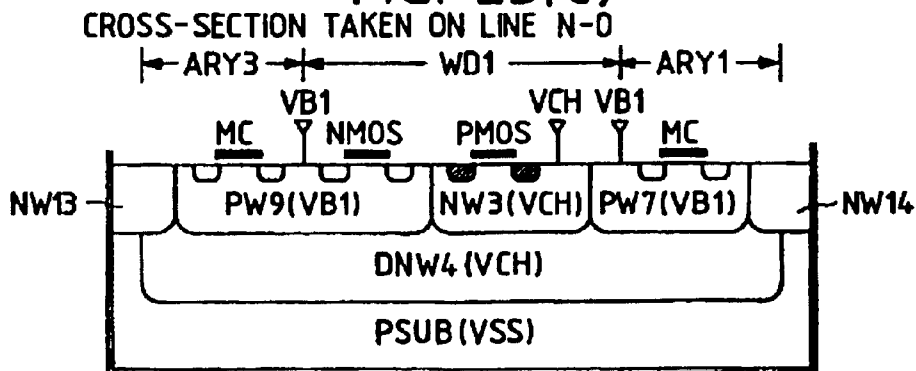 CROSS-SECTION TAKEN ON LINE N-O
ARY3 WD1 ARY1
VB1 VCH VB1
MC NMOS PMOS MC
NW13 PW9(VB1) NW3(VCH) PW7(VB1) NW14
DNW4(VCH)
PSUB(VSS)